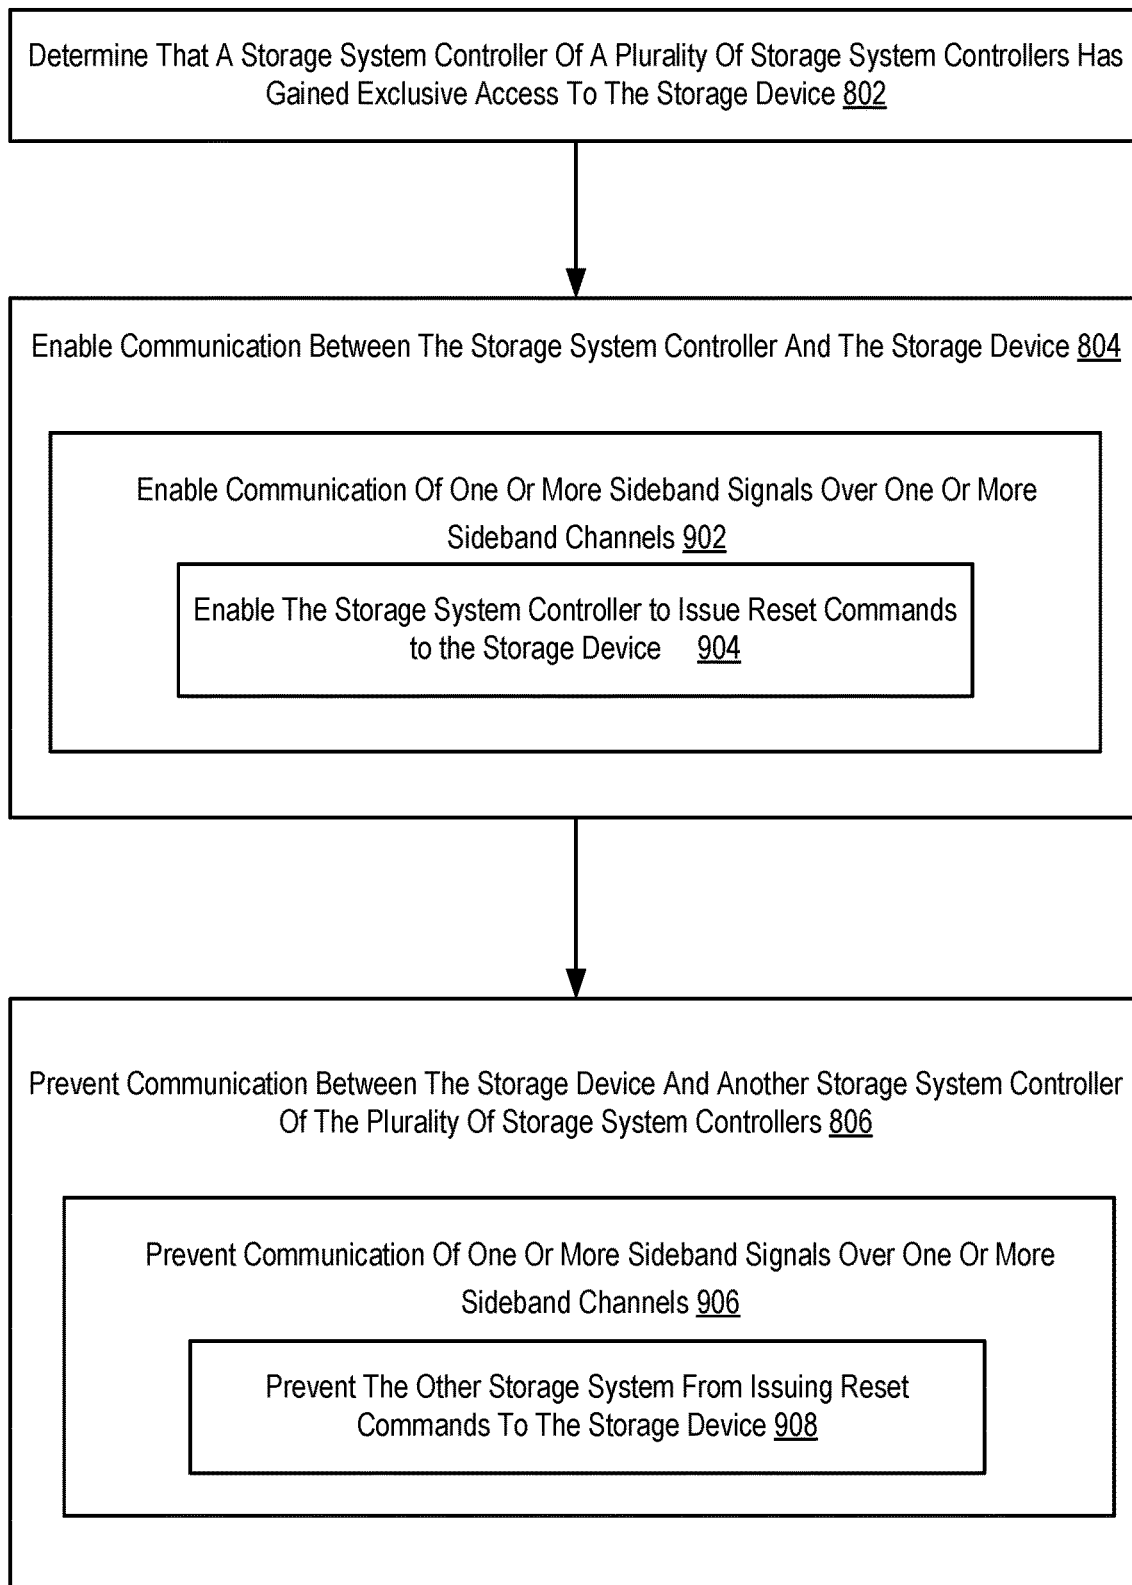 Determine That A Storage System Controller Of A Plurality Of Storage System Controllers Has
Gained Exclusive Access To The Storage Device 802
Enable Communication Between The Storage System Controller And The Storage Device 804
Enable Communication Of One Or More Sideband Signals Over One Or More
Sideband Channels 902
Enable The Storage System Controller to Issue Reset Commands
to the Storage Device 904
Prevent Communication Between The Storage Device And Another Storage System Controller
Of The Plurality Of Storage System Controllers 806
Prevent Communication Of One Or More Sideband Signals Over One Or More
Sideband Channels 906
Prevent The Other Storage System From Issuing Reset
Commands To The Storage Device 908